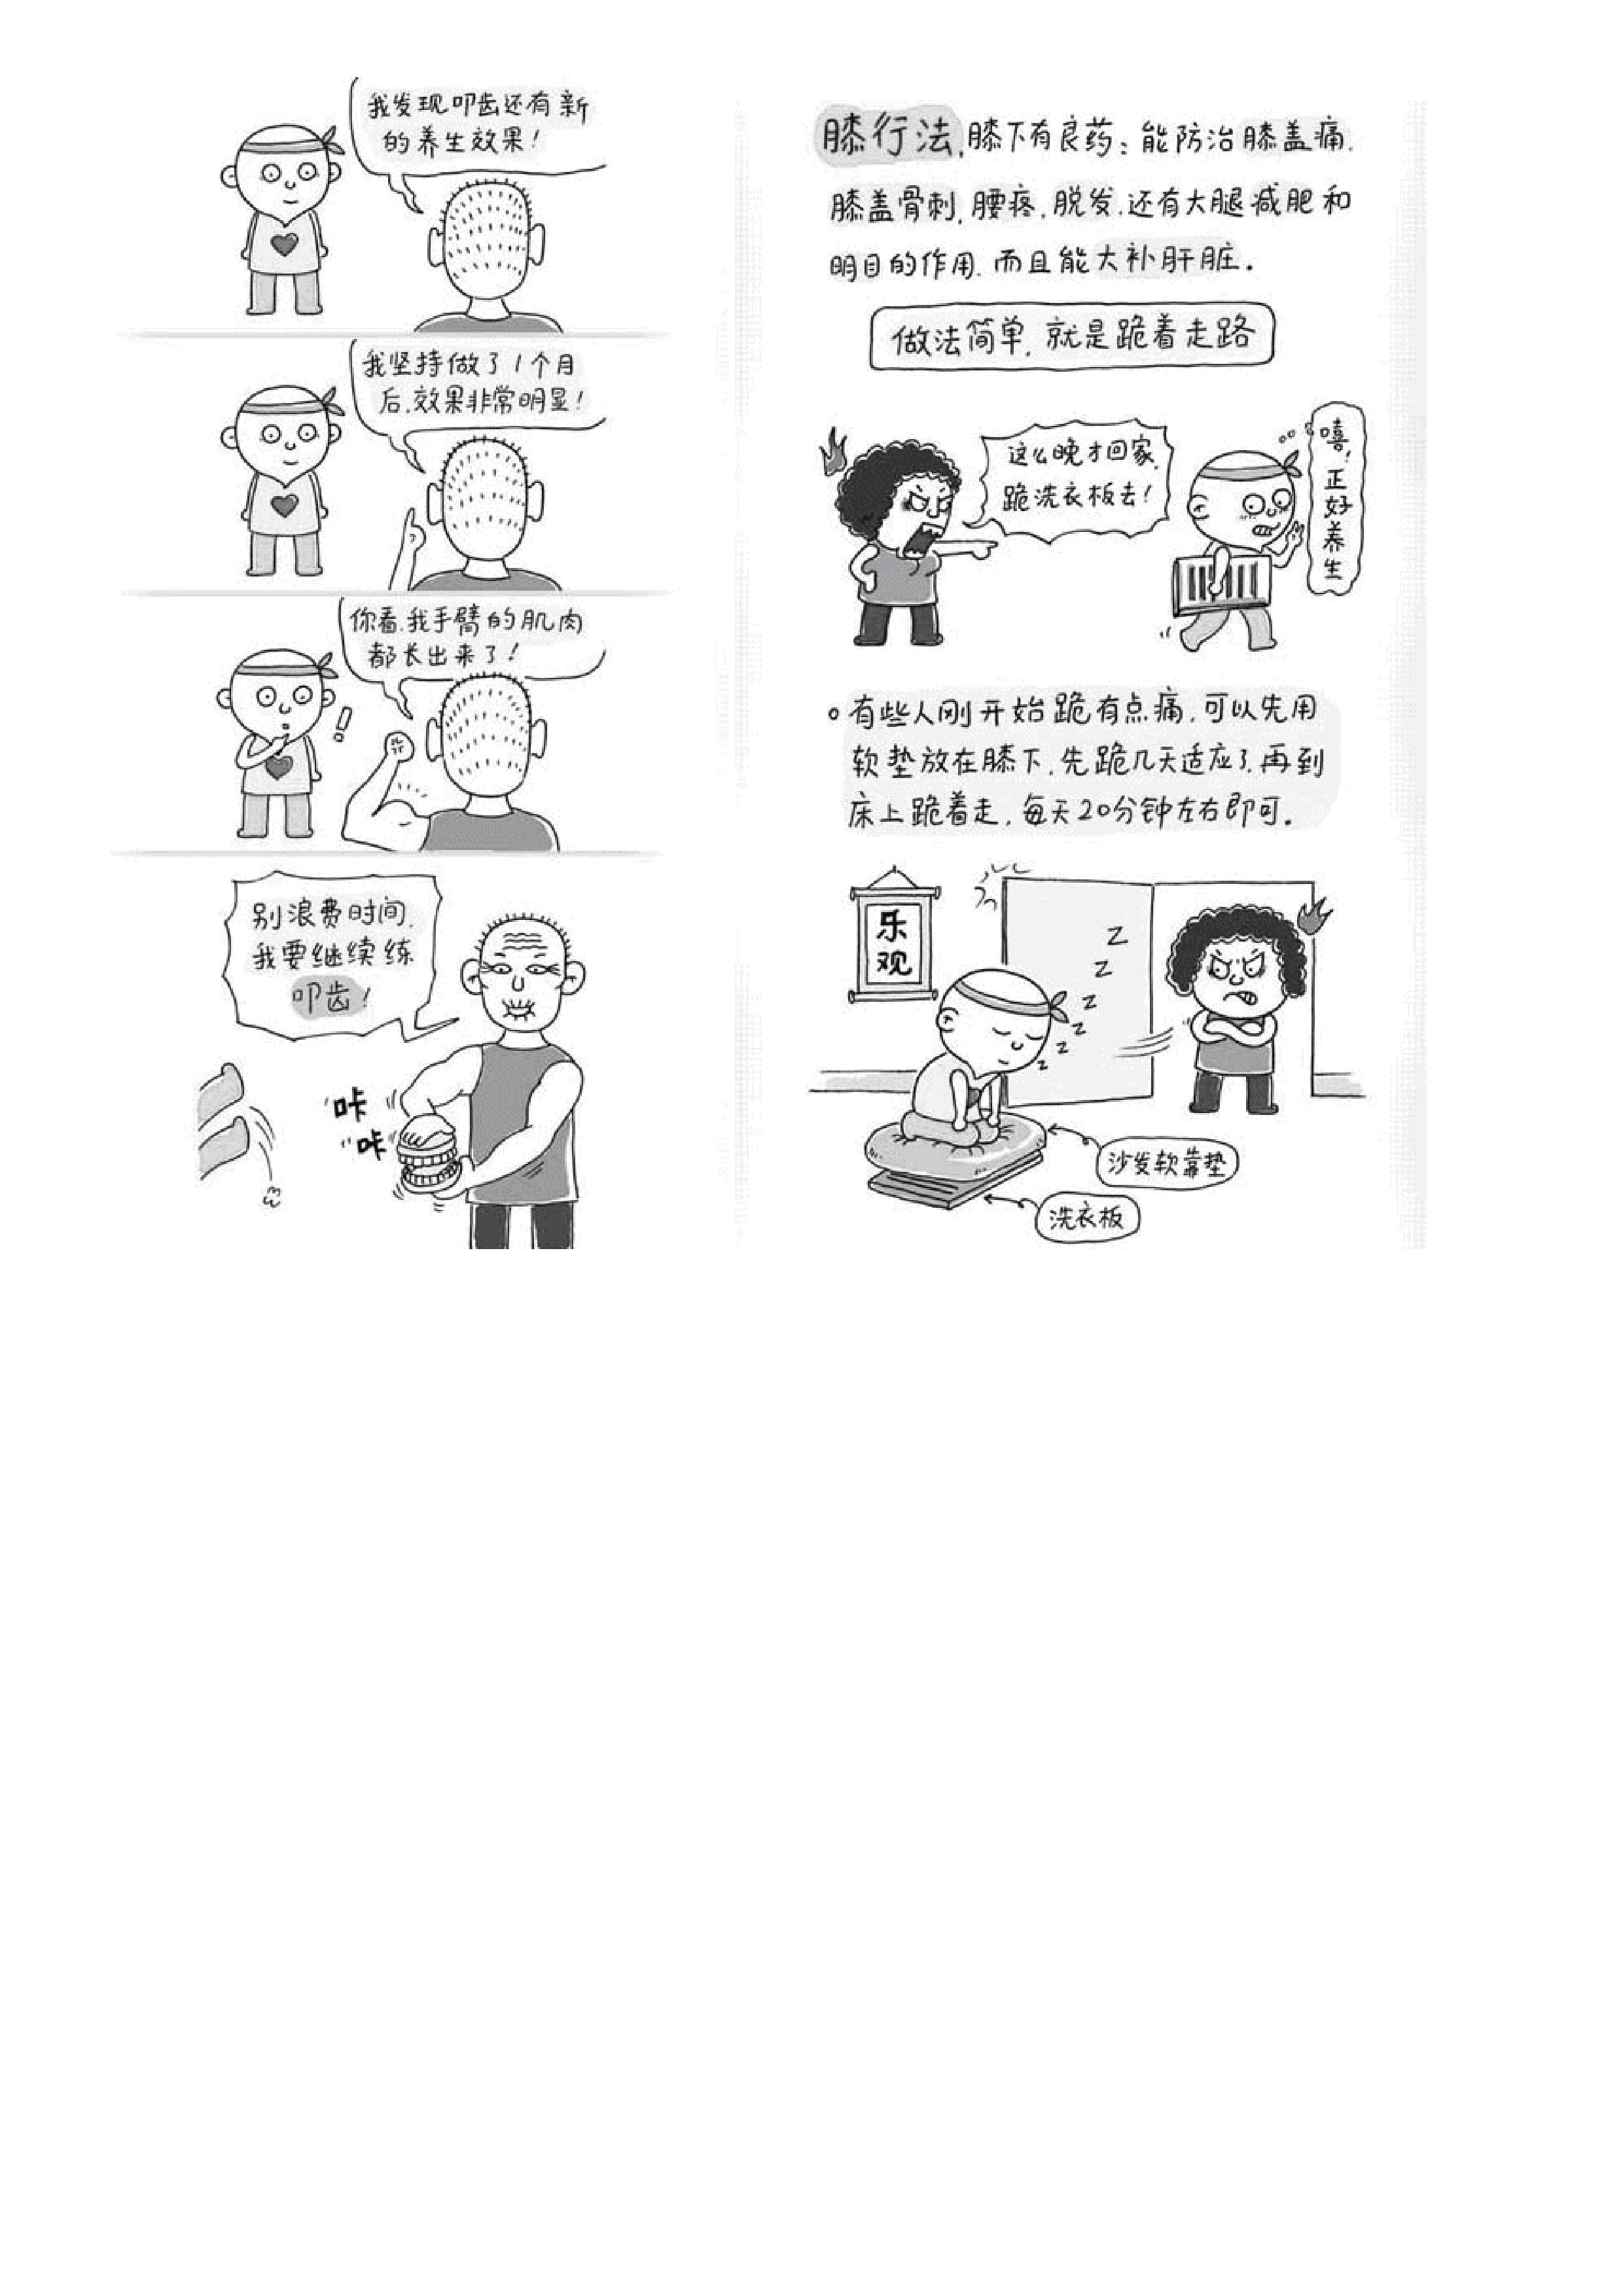 我发现叩齿还有新
的养生效果！
我坚持做了1个月
后,效果非常明显！
你看,我手臂的肌肉
都长出来了！
别浪费时间,
我要继续练
叩齿！
咔
咔
膝行法,膝下有良药：能防治膝盖痛,
膝盖骨刺,腰疼,脱发,还有大腿减肥和
明目的作用,而且能大补肝脏.
做法简单,就是跪着走路
这么晚才回家,
跪洗衣板去！
嘻！正好养生
有些人刚开始跪有点痛,可以先用
软垫放在膝下,先跪几天适应了,再到
床上跪着走,每天20分钟左右即可.
乐
观
z
z
z
z
z
z
沙发软靠垫
洗衣板